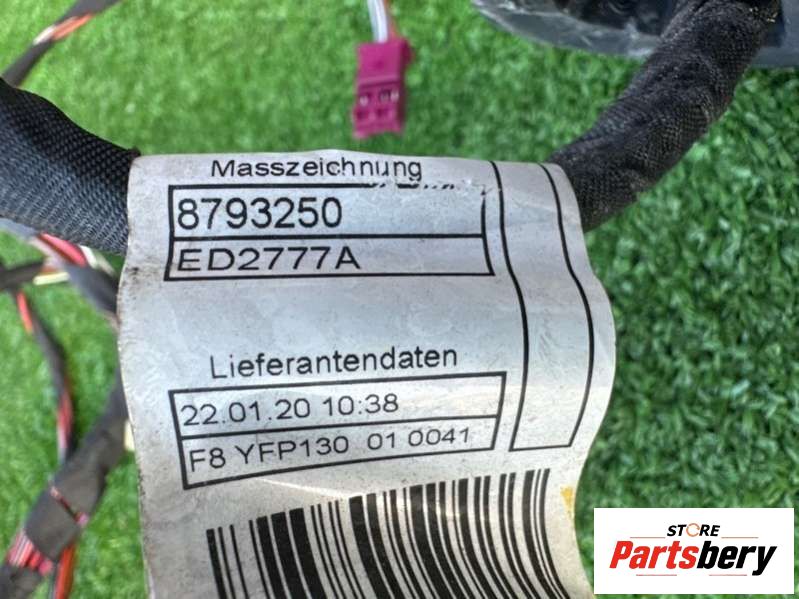 Masszeichnung
8793250
ED2777A
Lieferantendaten
22.01.20 10:38
F8 YFP130 01 0041
STORE
Partsbery